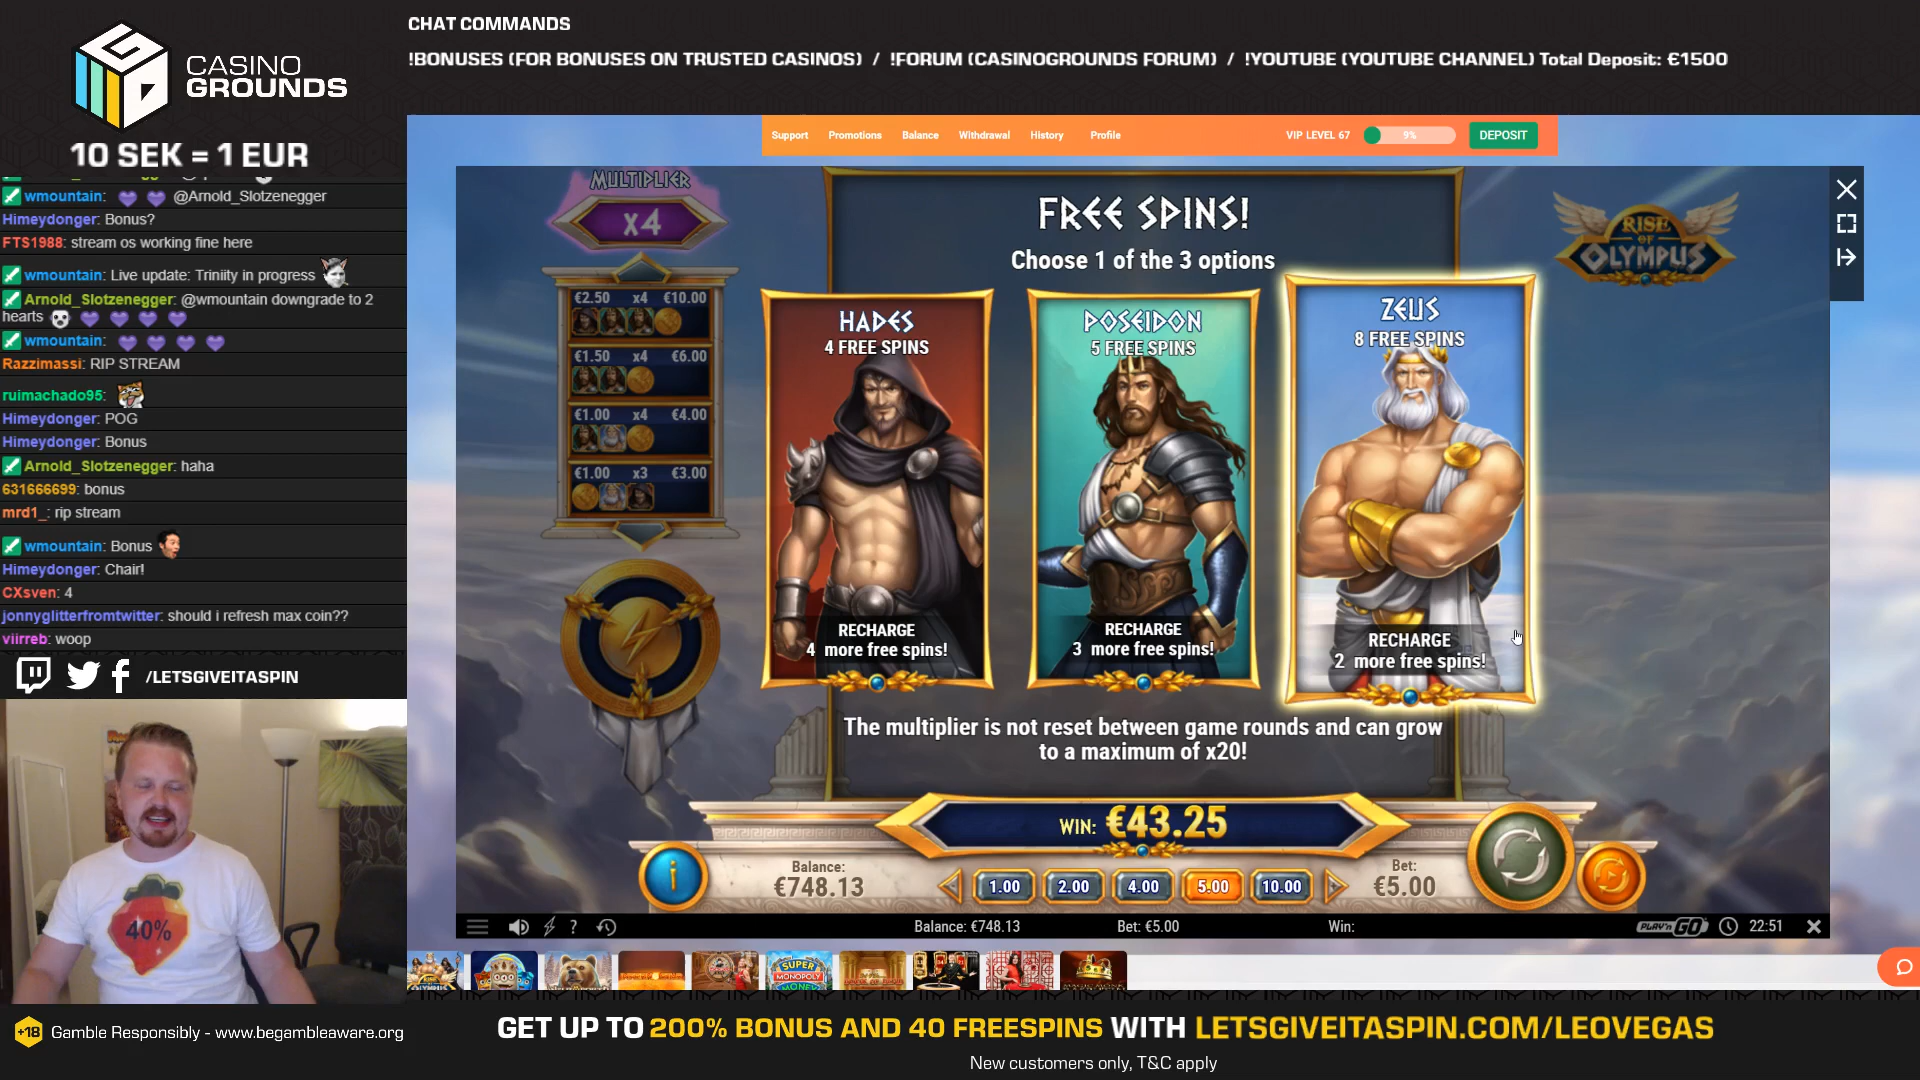 CHAT COMMANDS
!BONUSES (FOR BONUSES ON TRUSTED CASINOS) / !FORUM (CASINOGROUNDS FORUM) / !YOUTUBE (YOUTUBE CHANNEL) Total Deposit: €1500
CASINO
GROUNDS
10 SEK = 1 EUR
wmountain: @Arnold_Slotzenegger
Himeydonger: Bonus?
FTS1988: stream os working fine here
wmountain: Live update: Triniity in progress
Arnold_Slotzenegger: @wmountain downgrade to 2
hearts
wmountain:
Razzimassi: RIP STREAM
ruimachado95:
Himeydonger: POG
Himeydonger: Bonus
Arnold_Slotzenegger: haha
631666699: bonus
mrd1_: rip stream
wmountain: Bonus
Himeydonger: Chair!
CXsven: 4
jonnyglitterfromtwitter: should i refresh max coin??
viirreb: woop
/LETSGIVEITASPIN
40%
Support Promotions Balance Withdrawal History Profile VIP LEVEL 67 9% DEPOSIT
MULTIPLIER
x4
€2.50 x4 €10.00
€1.50 x4 €6.00
€1.00 x4 €4.00
€1.00 x3 €3.00
FREE SPINS!
Choose 1 of the 3 options
RISE
OF
OLYMPUS
HADES
4 FREE SPINS
RECHARGE
4 more free spins!
POSEIDON
5 FREE SPINS
RECHARGE
3 more free spins!
ZEUS
8 FREE SPINS
RECHARGE
2 more free spins!
The multiplier is not reset between game rounds and can grow
to a maximum of x20!
WIN: €43.25
Balance:
€748.13
1.00 2.00 4.00 5.00 10.00
Bet:
€5.00
? Balance: €748.13 Bet: €5.00 Win: PLAY'n GO 22:51
SUPER
MONOPOLY
MONEY
+18 Gamble Responsibly - www.begambleaware.org
GET UP TO 200% BONUS AND 40 FREESPINS WITH LETSGIVEITASPIN.COM/LEOVEGAS
New customers only, T&C apply